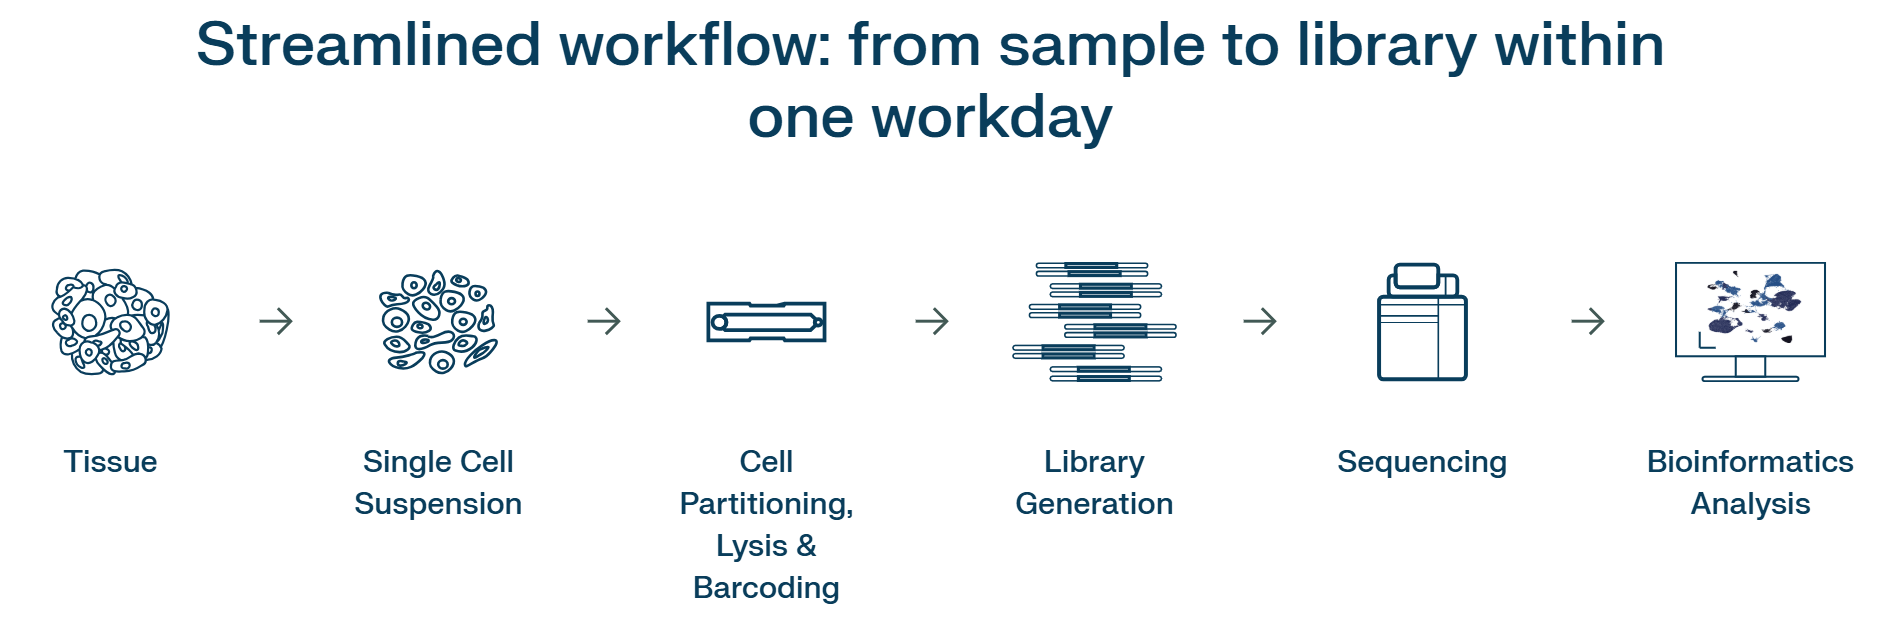 Streamlined workflow: from sample to library within
one workday
Tissue
Single Cell
Suspension
Cell
Partitioning,
Lysis &
Barcoding
Library
Generation
Sequencing
Bioinformatics
Analysis